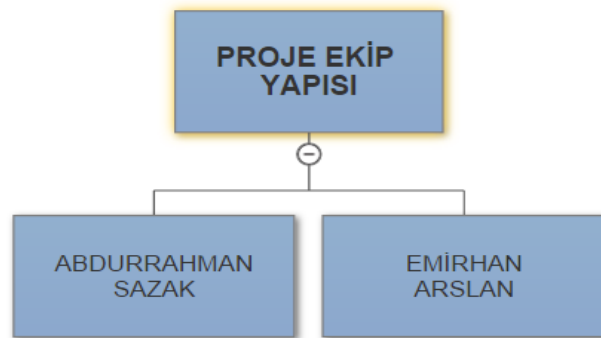 PROJE EKİP
YAPISI
ABDURRAHMAN
SAZAK
EMİRHAN
ARSLAN